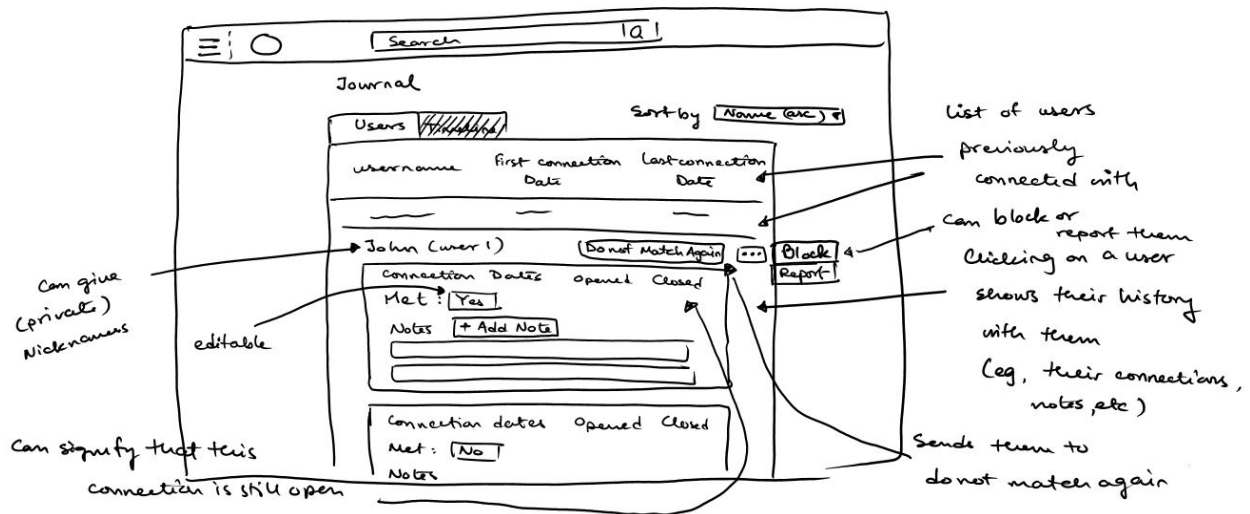 Search
Journal
Users Timeline
Sort by Name (asc)
username First connection Date Last connection Date
John (user 1) Do not Match Again ... Block
Report
Connection Dates Opened Closed
Met: Yes
Notes + Add Note
Connection dates Opened Closed
Met: No
Notes
can give
(private)
Nicknames
editable
can signify that this
connection is still open
list of users
previously
connected with
can block or
report them
Clicking on a user
shows their history
with them
(eg, their connections,
notes, etc)
Sends them to
do not match again